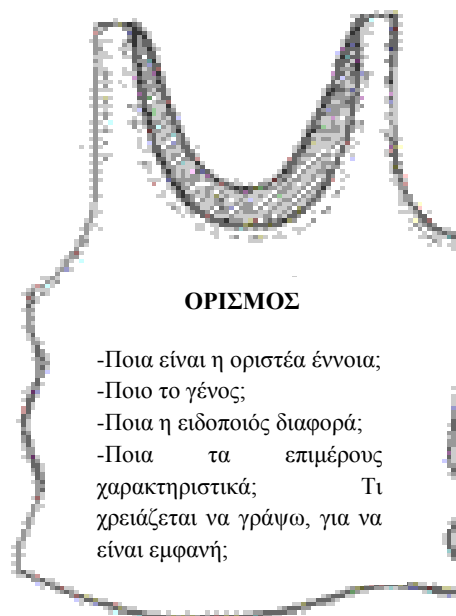 ΟΡΙΣΜΟΣ
-Ποια είναι η οριστέα έννοια;
-Ποιο το γένος;
-Ποια η ειδοποιός διαφορά;
-Ποια τα επιμέρους
χαρακτηριστικά; Τι
χρειάζεται να γράψω, για να
είναι εμφανή;